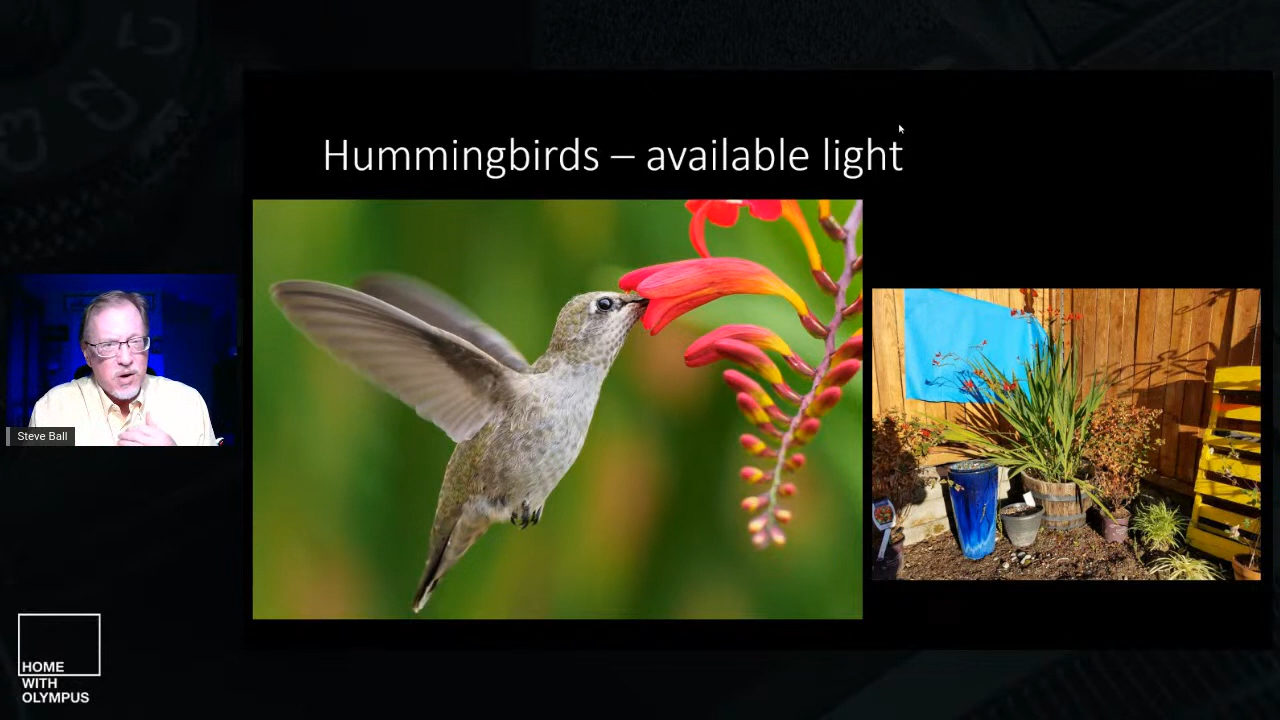 Hummingbirds – available light
Steve Ball
HOME
WITH
OLYMPUS